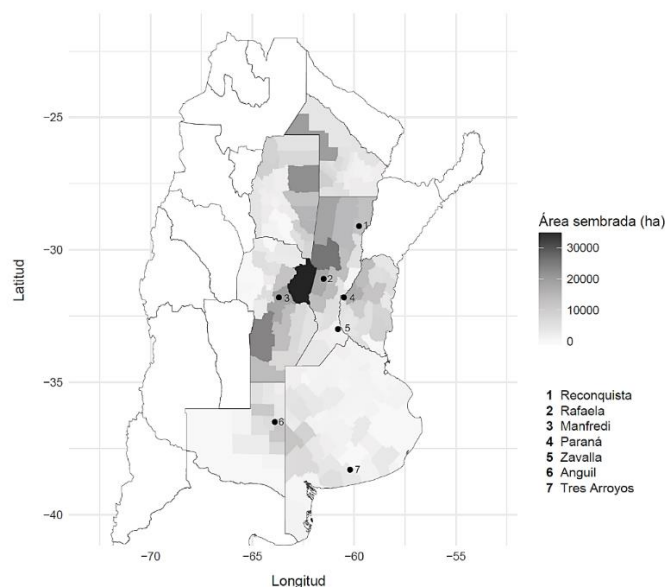 −25
−30
−35
−40
Latitud
−70
−65
−60
−55
Longitud
1
2
3
4
5
6
7
Área sembrada (ha)
30000
20000
10000
0
1 Reconquista
2 Rafaela
3 Manfredi
4 Paraná
5 Zavalla
6 Anguil
7 Tres Arroyos